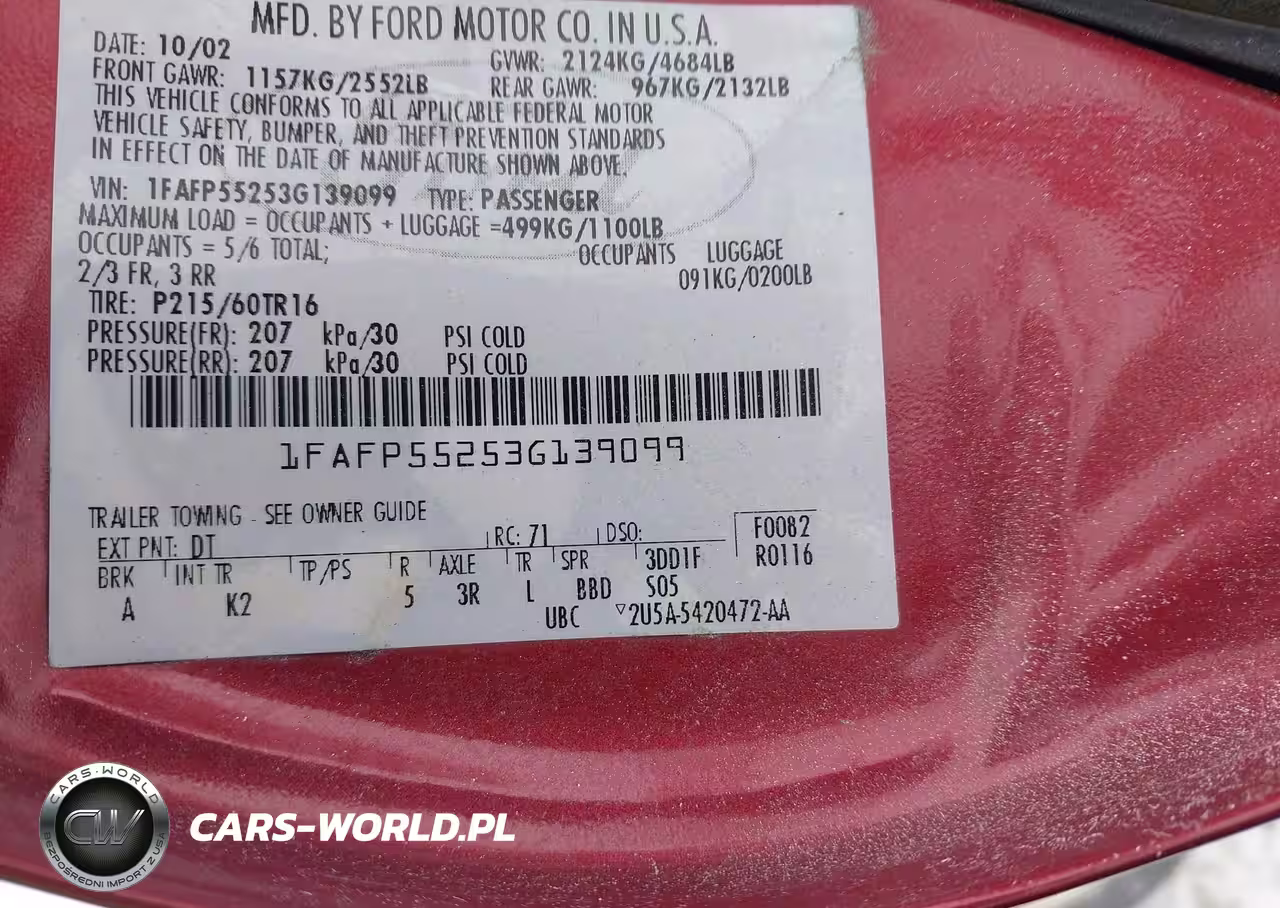 MFD. BY FORD MOTOR CO. IN U.S.A.
DATE: 10/02 GVWR: 2124KG/4684LB
FRONT GAWR: 1157KG/2552LB REAR GAWR: 967KG/2132LB
THIS VEHICLE CONFORMS TO ALL APPLICABLE FEDERAL MOTOR
VEHICLE SAFETY, BUMPER, AND THEFT PREVENTION STANDARDS
IN EFFECT ON THE DATE OF MANUFACTURE SHOWN ABOVE.
VIN: 1FAFP55253G139099 TYPE: PASSENGER
MAXIMUM LOAD = OCCUPANTS + LUGGAGE =499KG/1100LB
OCCUPANTS = 5/6 TOTAL; OCCUPANTS LUGGAGE
2/3 FR, 3 RR 091KG/0200LB
TIRE: P215/60TR16
PRESSURE(FR): 207 kPa/30 PSI COLD
PRESSURE(RR): 207 kPa/30 PSI COLD
1FAFP55253G139099
TRAILER TOWING - SEE OWNER GUIDE
EXT PNT: DT RC: 71 DSO: F0082
BRK INT TR TP/PS R AXLE TR SPR 3DD1F R0116
A K2 5 3R L BBD S05
UBC ▽2U5A-5420472-AA
CARS-WORLD
CW
BEZPOŚREDNI IMPORT Z USA
CARS-WORLD.PL